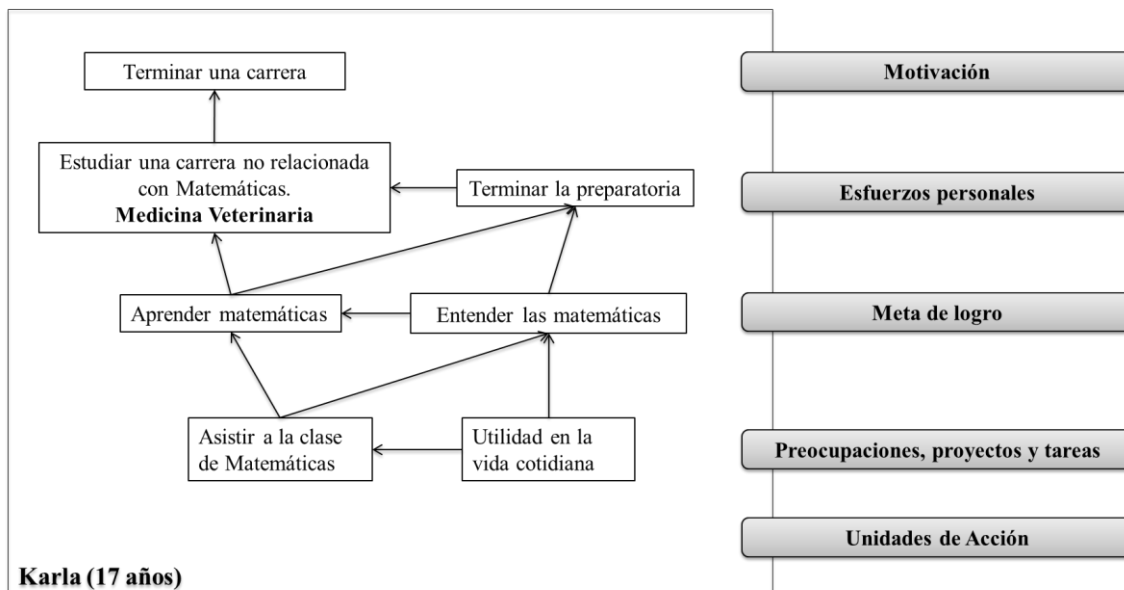 Terminar una carrera
Motivación
Estudiar una carrera no relacionada
con Matemáticas.
Medicina Veterinaria
Terminar la preparatoria
Esfuerzos personales
Aprender matemáticas
Entender las matemáticas
Meta de logro
Asistir a la clase
de Matemáticas
Utilidad en la
vida cotidiana
Preocupaciones, proyectos y tareas
Unidades de Acción
Karla (17 años)